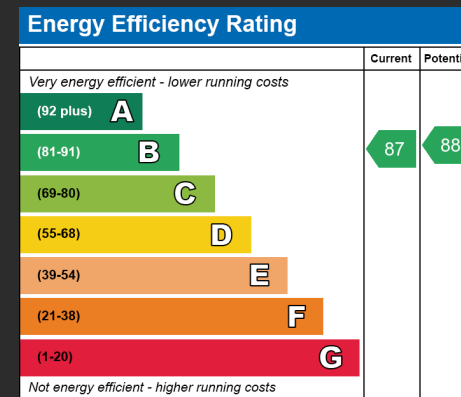 Energy Efficiency Rating
Current
Very energy efficient - lower running costs
(92 plus) A
(81-91) B
87 88
(69-80) C
(55-68) D
(39-54) E
(21-38) F
(1-20) G
Not energy efficient - higher running costs